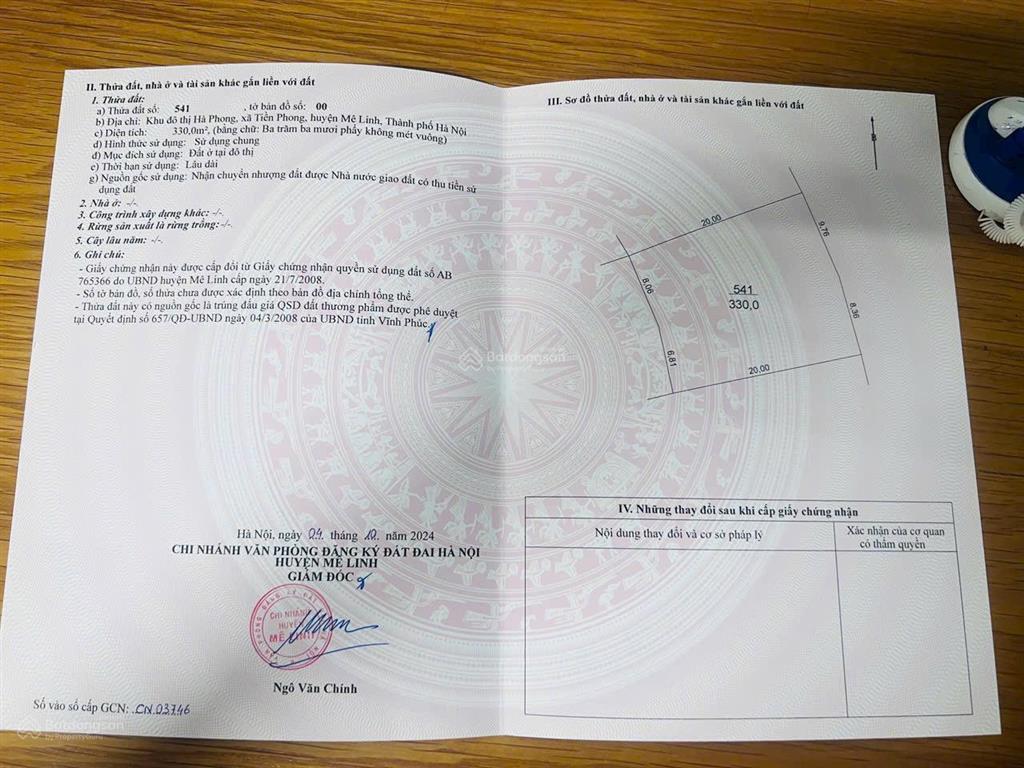 II. Thửa đất, nhà ở và tài sản khác gắn liền với đất
1. Thửa đất:
a) Thửa đất số: 541 , tờ bản đồ số: 00
b) Địa chỉ: Khu đô thị Hà Phong, xã Tiền Phong, huyện Mê Linh, Thành phố Hà Nội
c) Diện tích: 330,0m², (bằng chữ: Ba trăm ba mươi phẩy không mét vuông)
d) Hình thức sử dụng: Sử dụng chung
đ) Mục đích sử dụng: Đất ở tại đô thị
e) Thời hạn sử dụng: Lâu dài
g) Nguồn gốc sử dụng: Nhận chuyển nhượng đất được Nhà nước giao đất có thu tiền sử
dụng đất
2. Nhà ở: -/-
3. Công trình xây dựng khác: -/-.
4. Rừng sản xuất là rừng trồng: -/-.
5. Cây lâu năm: -/-.
6. Ghi chú:
- Giấy chứng nhận này được cấp đổi từ Giấy chứng nhận quyền sử dụng đất số AB
765366 do UBND huyện Mê Linh cấp ngày 21/7/2008.
- Số tờ bản đồ, số thửa chưa được xác định theo bản đồ địa chính tổng thể.
- Thửa đất này có nguồn gốc là trúng đấu giá QSD đất thương phẩm được phê duyệt
tại Quyết định số 657/QĐ-UBND ngày 04/3/2008 của UBND tỉnh Vĩnh Phúc.
Hà Nội, ngày 04 tháng 10 năm 2024
CHI NHÁNH VĂN PHÒNG ĐĂNG KÝ ĐẤT ĐAI HÀ NỘI
HUYỆN MÊ LINH
GIÁM ĐỐC
CHI NHÁNH
HUYỆN
MÊ LINH
Ngô Văn Chính
Số vào sổ cấp GCN: CN 03746
III. Sơ đồ thửa đất, nhà ở và tài sản khác gắn liền với đất
B
20,00
9,76
8,06
541
330,0
8,36
6,81
20,00
Batdongsan
by PropertyGuru
IV. Những thay đổi sau khi cấp giấy chứng nhận
Nội dung thay đổi và cơ sở pháp lý
Xác nhận của cơ quan
có thẩm quyền
Batdongsan
by PropertyGuru